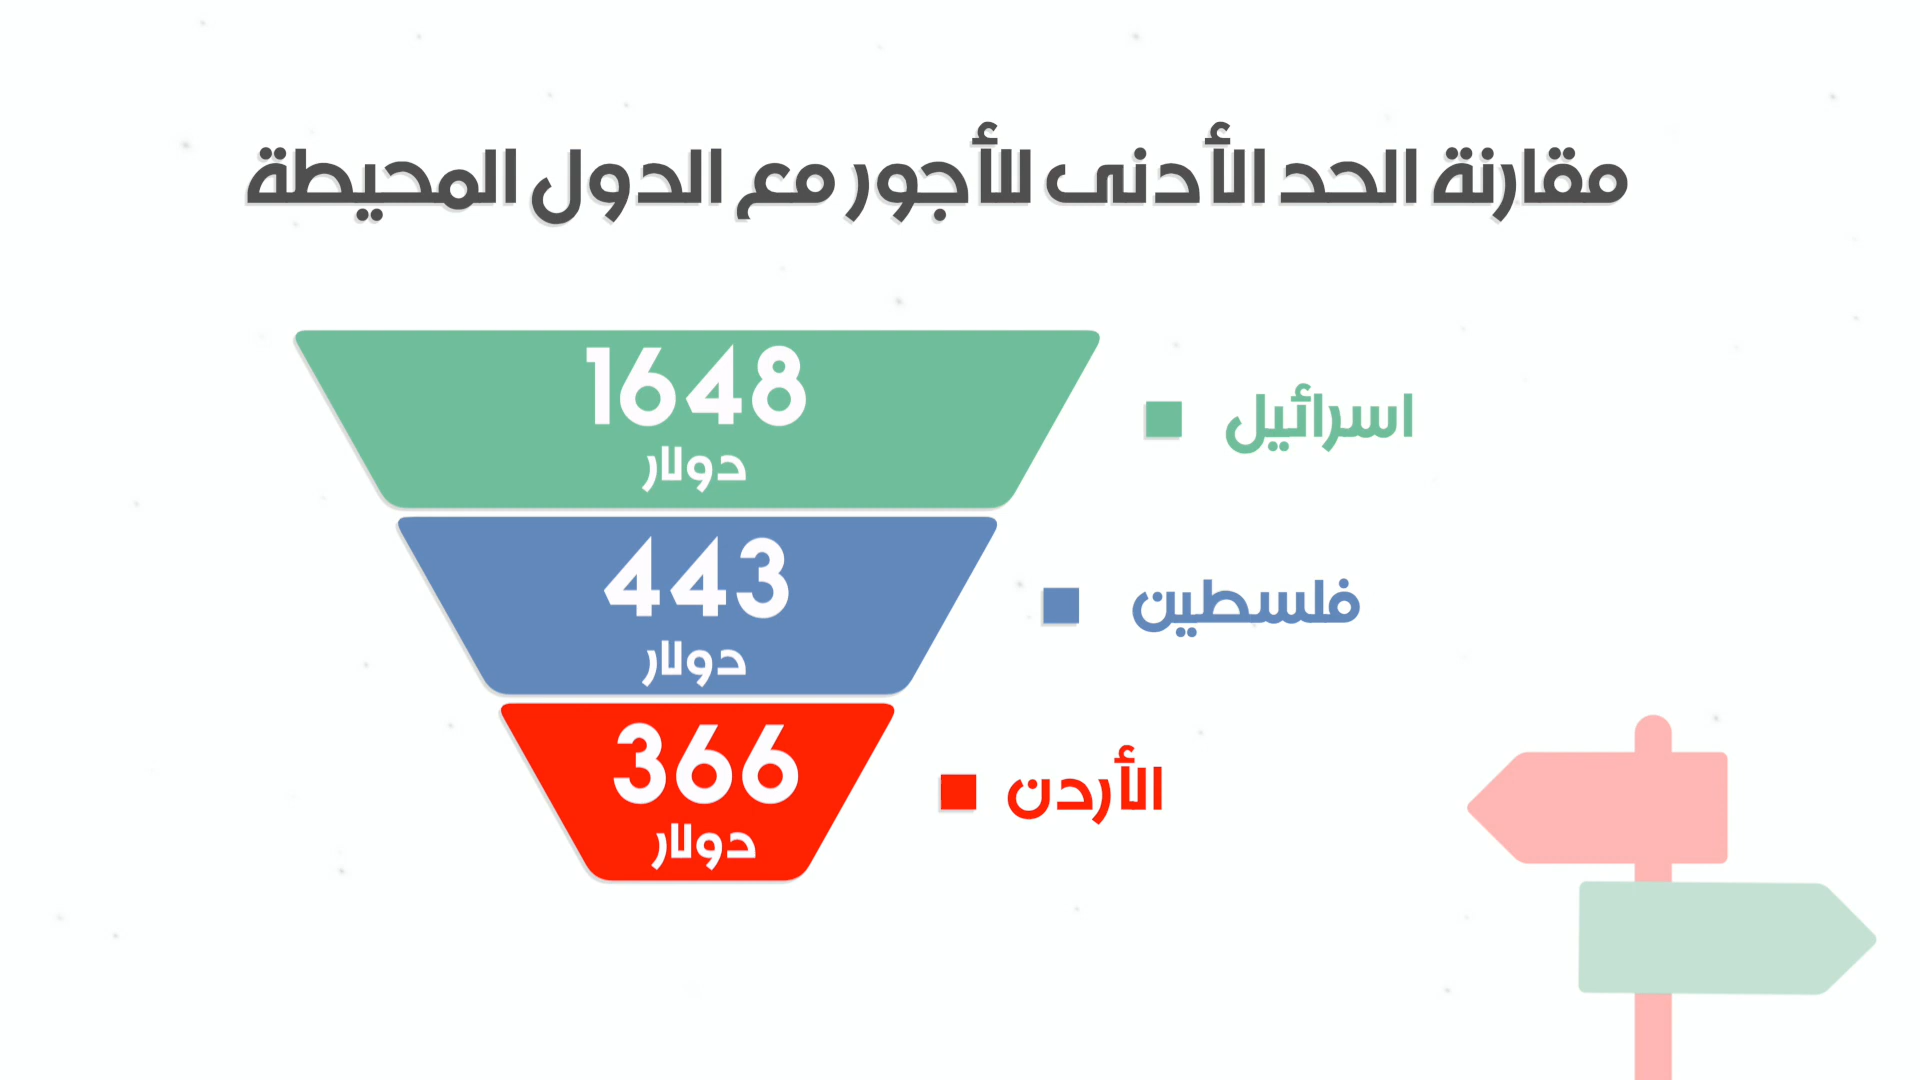 مقارنة الحد الأدنى للأجور مع الدول المحيطة
1648
دولار
اسرائيل
443
دولار
فلسطين
366
دولار
الأردن